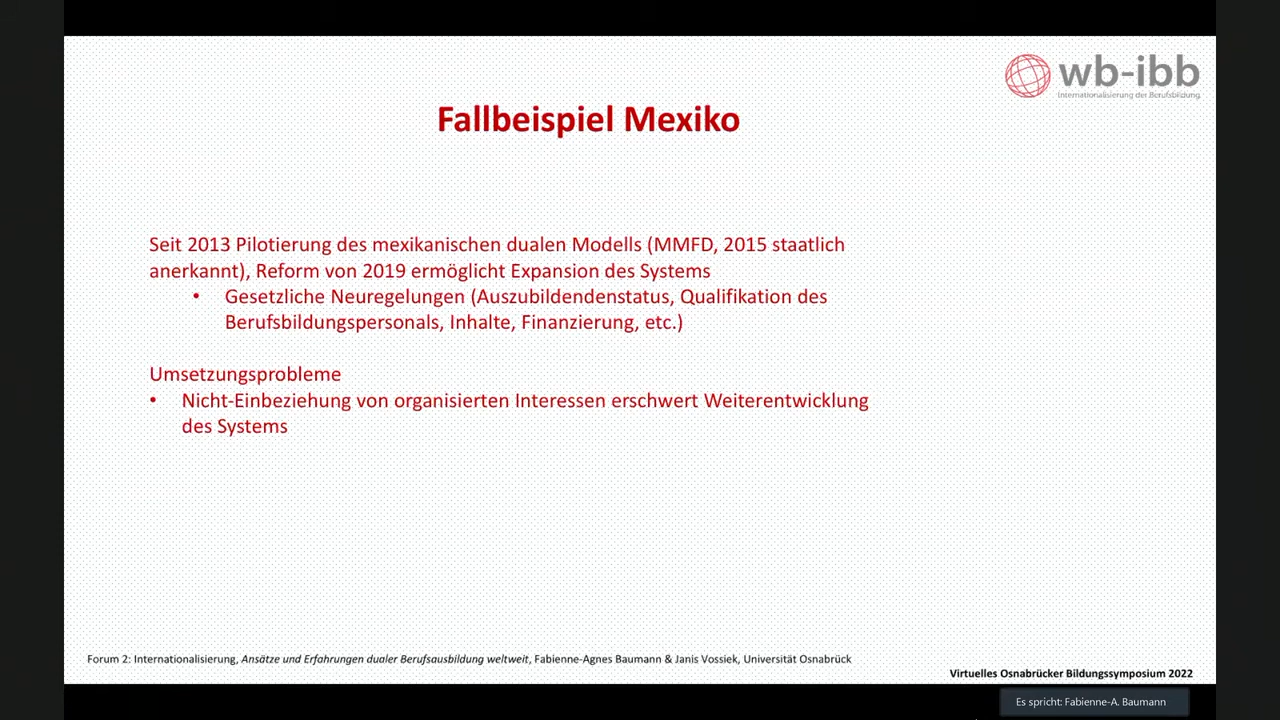 wb-ibb
Internationalisierung der Berufsbildung
Fallbeispiel Mexiko
Seit 2013 Pilotierung des mexikanischen dualen Modells (MMFD, 2015 staatlich
anerkannt), Reform von 2019 ermöglicht Expansion des Systems
• Gesetzliche Neuregelungen (Auszubildendenstatus, Qualifikation des
Berufsbildungspersonals, Inhalte, Finanzierung, etc.)
Umsetzungsprobleme
• Nicht-Einbeziehung von organisierten Interessen erschwert Weiterentwicklung
des Systems
Forum 2: Internationalisierung, Ansätze und Erfahrungen dualer Berufsausbildung weltweit, Fabienne-Agnes Baumann & Janis Vossiek, Universität Osnabrück
Virtuelles Osnabrücker Bildungssymposium 2022
Es spricht: Fabienne-A. Baumann